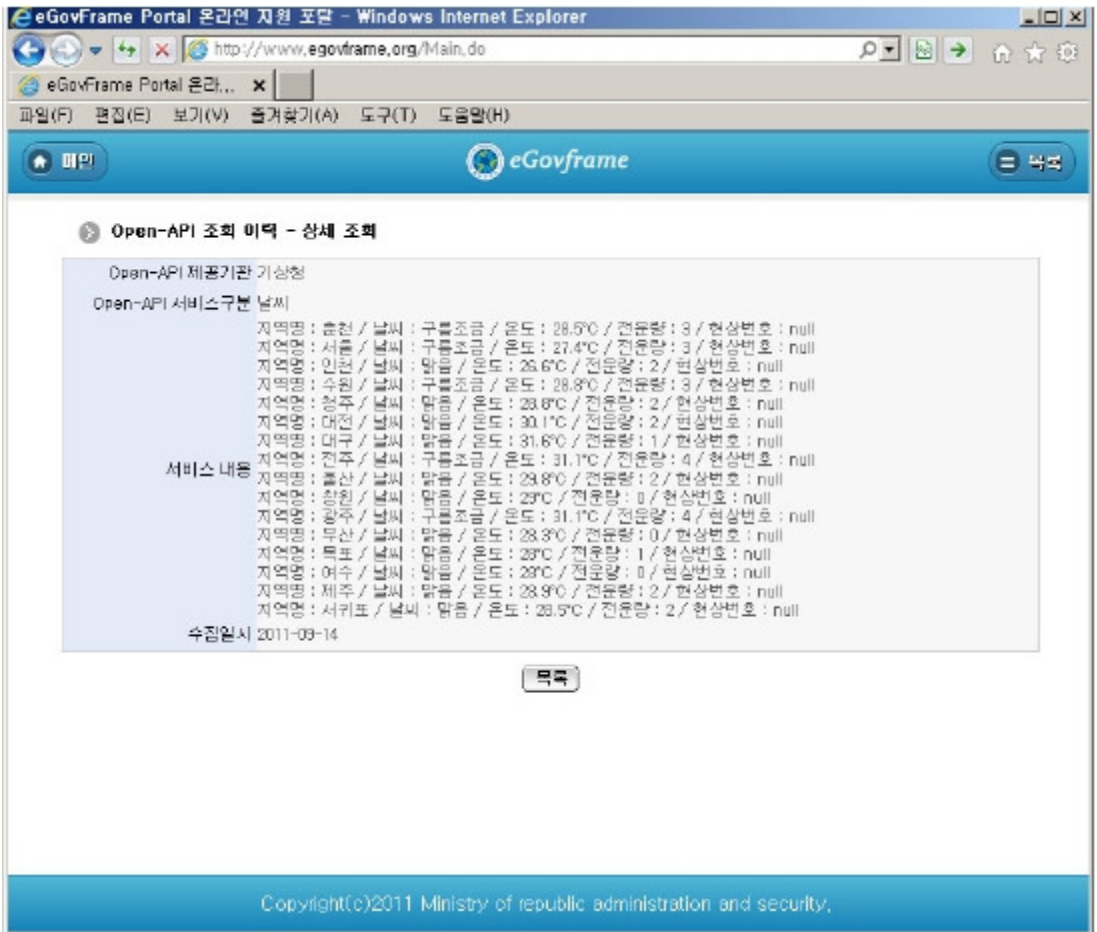 eGovFrame Portal 온라인 지원 포탈 - Windows Internet Explorer
http://www.egovframe.org/Main.do
eGovFrame Portal 온라...
파일(F) 편집(E) 보기(V) 즐겨찾기(A) 도구(T) 도움말(H)
메인 eGovframe 목록
Open-API 조회 이력 - 상세 조회
Open-API 제공기관 기상청
Open-API 서비스구분 날씨
서비스 내용
지역명 : 춘천 / 날씨 : 구름조금 / 온도 : 28.5℃ / 전운량 : 3 / 현상번호 : null
지역명 : 서울 / 날씨 : 구름조금 / 온도 : 27.4℃ / 전운량 : 3 / 현상번호 : null
지역명 : 인천 / 날씨 : 맑음 / 온도 : 26.6℃ / 전운량 : 2 / 현상번호 : null
지역명 : 수원 / 날씨 : 구름조금 / 온도 : 28.8℃ / 전운량 : 3 / 현상번호 : null
지역명 : 청주 / 날씨 : 맑음 / 온도 : 28.8℃ / 전운량 : 2 / 현상번호 : null
지역명 : 대전 / 날씨 : 맑음 / 온도 : 30.1℃ / 전운량 : 2 / 현상번호 : null
지역명 : 대구 / 날씨 : 맑음 / 온도 : 31.6℃ / 전운량 : 1 / 현상번호 : null
지역명 : 전주 / 날씨 : 구름조금 / 온도 : 31.1℃ / 전운량 : 4 / 현상번호 : null
지역명 : 울산 / 날씨 : 맑음 / 온도 : 29.8℃ / 전운량 : 2 / 현상번호 : null
지역명 : 창원 / 날씨 : 맑음 / 온도 : 29℃ / 전운량 : 0 / 현상번호 : null
지역명 : 광주 / 날씨 : 구름조금 / 온도 : 31.1℃ / 전운량 : 4 / 현상번호 : null
지역명 : 부산 / 날씨 : 맑음 / 온도 : 28.3℃ / 전운량 : 0 / 현상번호 : null
지역명 : 목포 / 날씨 : 맑음 / 온도 : 28℃ / 전운량 : 1 / 현상번호 : null
지역명 : 여수 / 날씨 : 맑음 / 온도 : 28℃ / 전운량 : 0 / 현상번호 : null
지역명 : 제주 / 날씨 : 맑음 / 온도 : 28.9℃ / 전운량 : 2 / 현상번호 : null
지역명 : 서귀포 / 날씨 : 맑음 / 온도 : 28.5℃ / 전운량 : 2 / 현상번호 : null
수집일시 2011-09-14
목록
Copyright(c)2011 Ministry of republic administration and security.